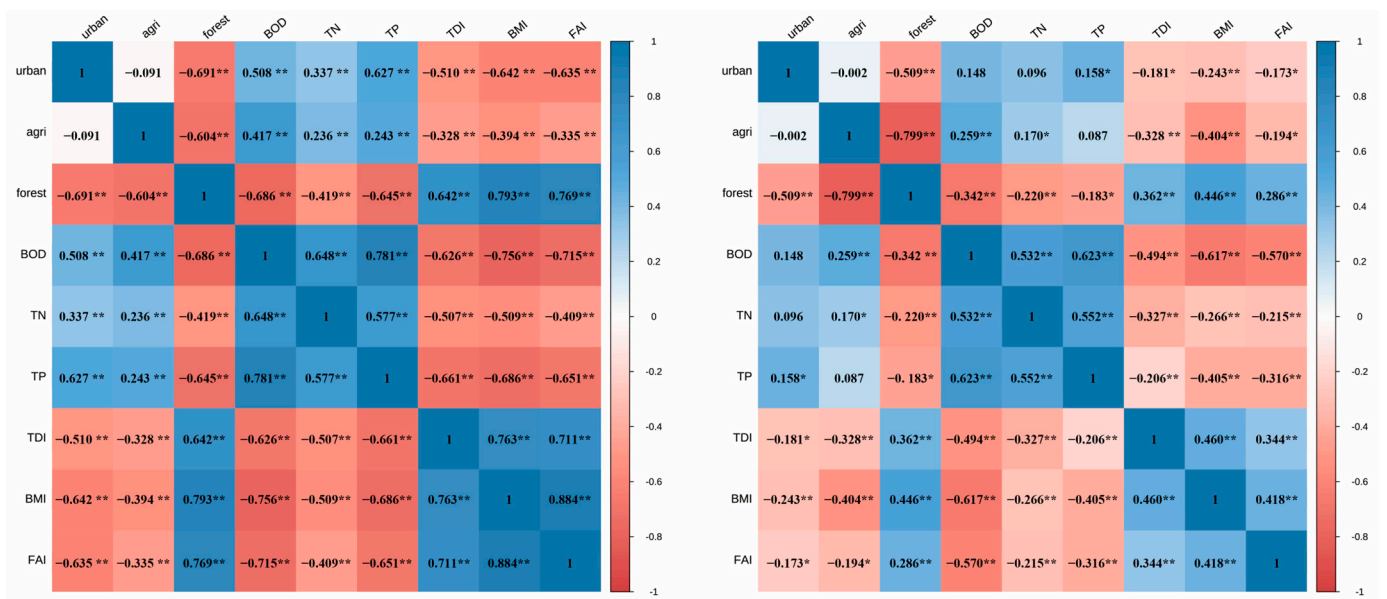 urban agri forest BOD TN TP TDI BMI FAI
urban 1 −0.091 −0.691** 0.508 ** 0.337 ** 0.627 ** −0.510 ** −0.642 ** −0.635 **
agri −0.091 1 −0.604** 0.417 ** 0.236 ** 0.243 ** −0.328 ** −0.394 ** −0.335 **
forest −0.691** −0.604** 1 −0.686 ** −0.419** −0.645** 0.642** 0.793** 0.769**
BOD 0.508 ** 0.417 ** −0.686 ** 1 0.648** 0.781** −0.626** −0.756** −0.715**
TN 0.337 ** 0.236 ** −0.419** 0.648** 1 0.577** −0.507** −0.509** −0.409**
TP 0.627 ** 0.243 ** −0.645** 0.781** 0.577** 1 −0.661** −0.686** −0.651**
TDI −0.510 ** −0.328 ** 0.642** −0.626** −0.507** −0.661** 1 0.763** 0.711**
BMI −0.642 ** −0.394 ** 0.793** −0.756** −0.509** −0.686** 0.763** 1 0.884**
FAI −0.635 ** −0.335 ** 0.769** −0.715** −0.409** −0.651** 0.711** 0.884** 1
1
0.8
0.6
0.4
0.2
0
-0.2
-0.4
-0.6
-0.8
-1
urban agri forest BOD TN TP TDI BMI FAI
urban 1 −0.002 −0.509** 0.148 0.096 0.158* −0.181* −0.243** −0.173*
agri −0.002 1 −0.799** 0.259** 0.170* 0.087 −0.328 ** −0.404** −0.194*
forest −0.509** −0.799** 1 −0.342** −0.220** −0.183* 0.362** 0.446** 0.286**
BOD 0.148 0.259** −0.342 ** 1 0.532** 0.623** −0.494** −0.617** −0.570**
TN 0.096 0.170* −0. 220** 0.532** 1 0.552** −0.327** −0.266** −0.215**
TP 0.158* 0.087 −0. 183* 0.623** 0.552** 1 −0.206** −0.405** −0.316**
TDI −0.181* −0.328** 0.362** −0.494** −0.327** −0.206** 1 0.460** 0.344**
BMI −0.243** −0.404** 0.446** −0.617** −0.266** −0.405** 0.460** 1 0.418**
FAI −0.173* −0.194* 0.286** −0.570** −0.215** −0.316** 0.344** 0.418** 1
1
0.8
0.6
0.4
0.2
0
-0.2
-0.4
-0.6
-0.8
-1